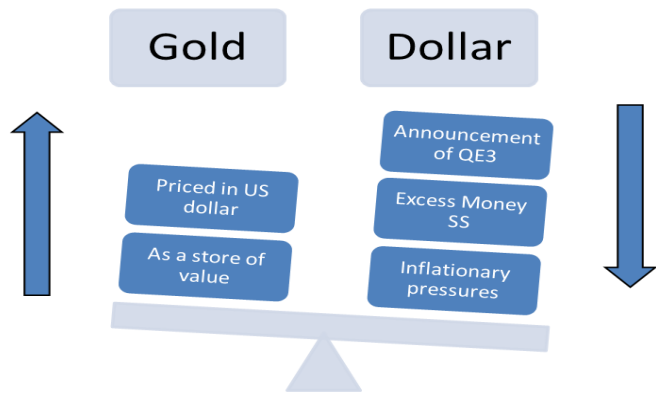 Gold
Dollar
Priced in US
dollar
As a store of
value
Announcement
of QE3
Excess Money
SS
Inflationary
pressures